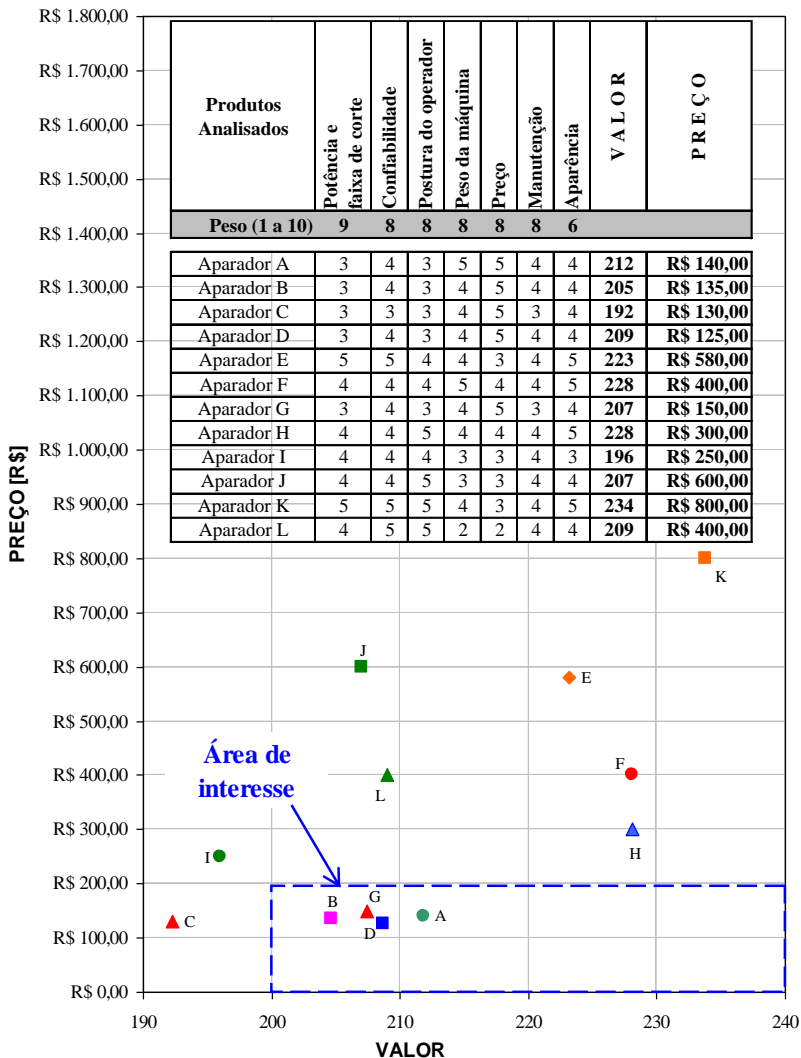 R$ 1.800,00
R$ 1.700,00
R$ 1.600,00
R$ 1.500,00
R$ 1.400,00
R$ 1.300,00
R$ 1.200,00
R$ 1.100,00
R$ 1.000,00
R$ 900,00
R$ 800,00
R$ 700,00
R$ 600,00
R$ 500,00
R$ 400,00
R$ 300,00
R$ 200,00
R$ 100,00
R$ 0,00
PREÇO [R$]
Produtos
Analisados
Potência e
faixa de corte
Confiabilidade
Postura do operador
Peso da máquina
Preço
Manutenção
Aparência
V A L O R
P R E Ç O
Peso (1 a 10) 9 8 8 8 8 8 6
Aparador A 3 4 3 5 5 4 4 212 R$ 140,00
Aparador B 3 4 3 4 5 4 4 205 R$ 135,00
Aparador C 3 3 3 4 5 3 4 192 R$ 130,00
Aparador D 3 4 3 4 5 4 4 209 R$ 125,00
Aparador E 5 5 4 4 3 4 5 223 R$ 580,00
Aparador F 4 4 4 5 4 4 5 228 R$ 400,00
Aparador G 3 4 3 4 5 3 4 207 R$ 150,00
Aparador H 4 4 5 4 4 4 5 228 R$ 300,00
Aparador I 4 4 4 3 3 4 3 196 R$ 250,00
Aparador J 4 4 5 3 3 4 4 207 R$ 600,00
Aparador K 5 5 5 4 3 4 5 234 R$ 800,00
Aparador L 4 5 5 2 2 4 4 209 R$ 400,00
K
J
E
Área de
interesse
F
L
H
I
C
B
G
D
A
190 200 210 220 230 240
VALOR